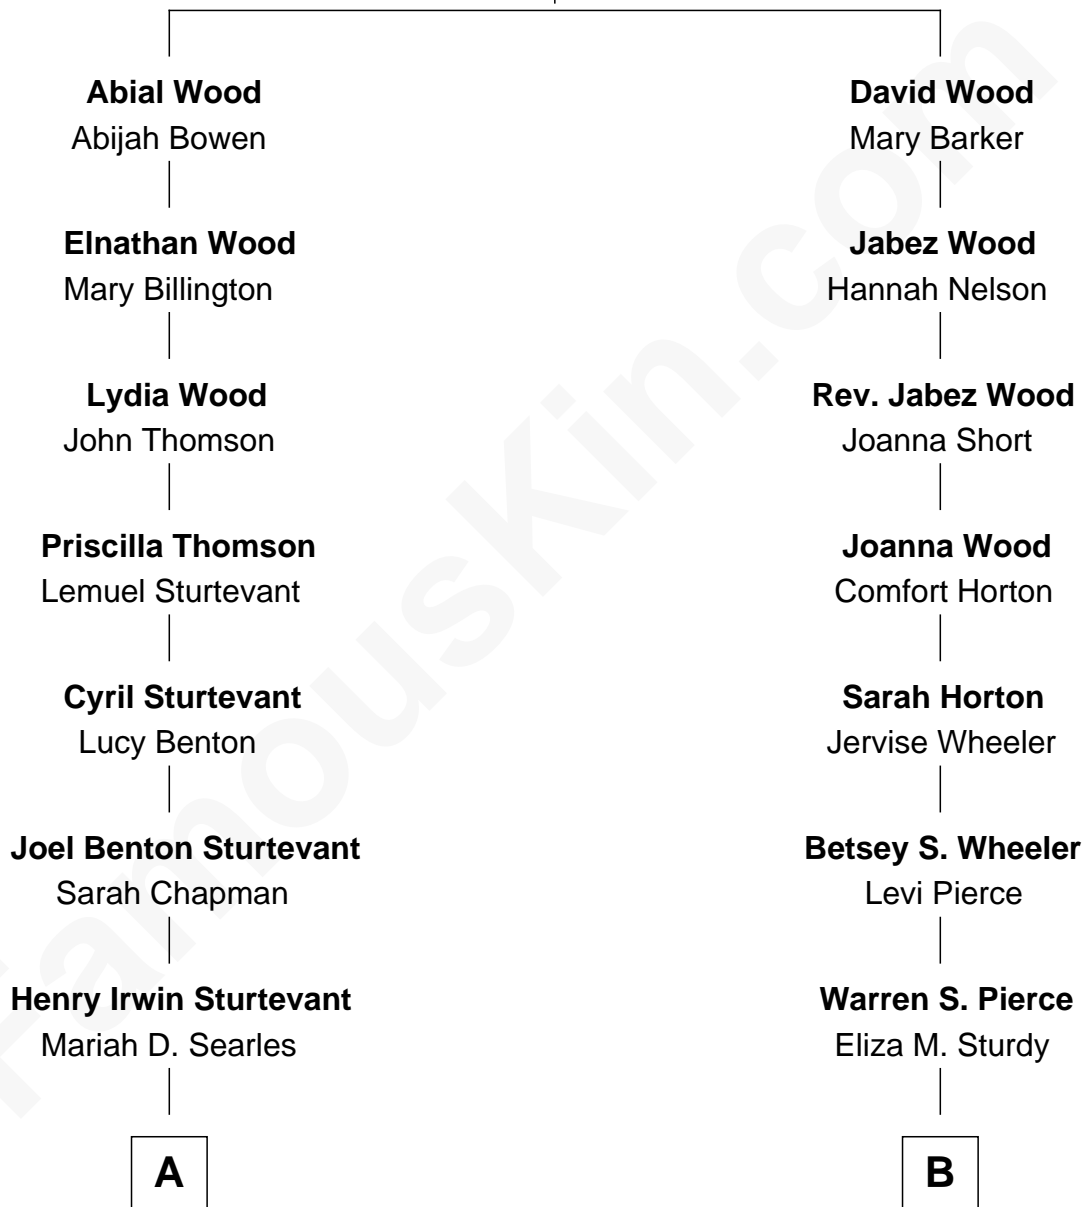 Abial Wood
Abijah Bowen
Elnathan Wood
Mary Billington
Lydia Wood
John Thomson
Priscilla Thomson
Lemuel Sturtevant
Cyril Sturtevant
Lucy Benton
Joel Benton Sturtevant
Sarah Chapman
Henry Irwin Sturtevant
Mariah D. Searles
A
David Wood
Mary Barker
Jabez Wood
Hannah Nelson
Rev. Jabez Wood
Joanna Short
Joanna Wood
Comfort Horton
Sarah Horton
Jervise Wheeler
Betsey S. Wheeler
Levi Pierce
Warren S. Pierce
Eliza M. Sturdy
B
FamousKin.com